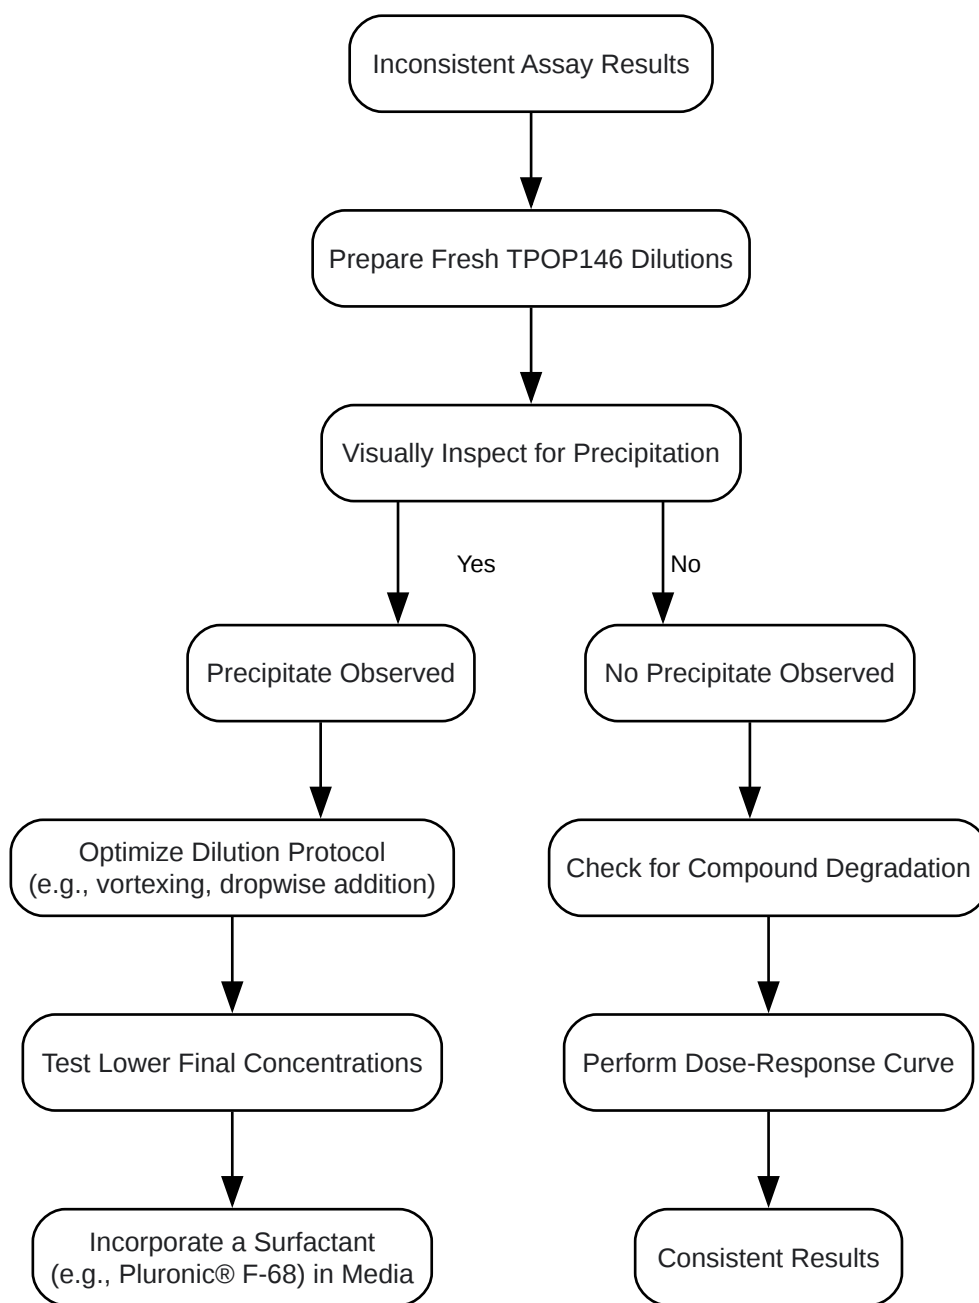 Inconsistent Assay Results
Prepare Fresh TPOP146 Dilutions
Visually Inspect for Precipitation
Yes
No
Precipitate Observed
No Precipitate Observed
Optimize Dilution Protocol
(e.g., vortexing, dropwise addition)
Check for Compound Degradation
Test Lower Final Concentrations
Perform Dose-Response Curve
Incorporate a Surfactant
(e.g., Pluronic® F-68) in Media
Consistent Results